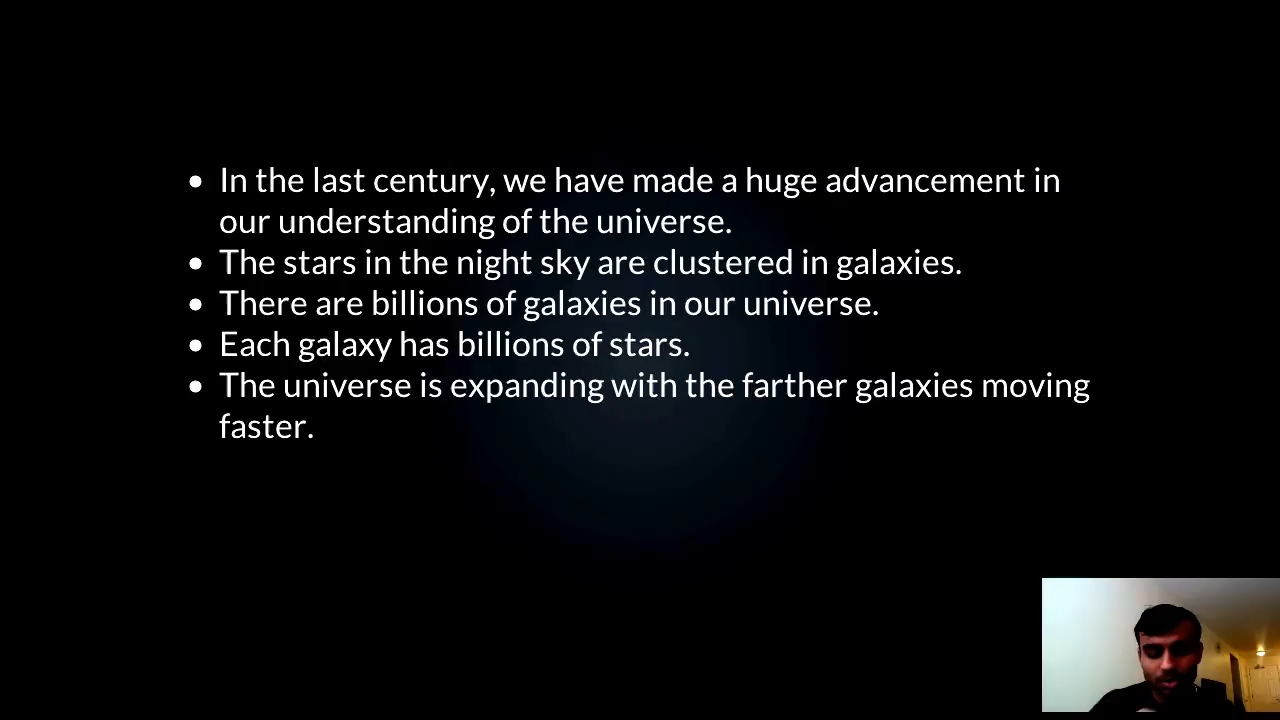 • In the last century, we have made a huge advancement in
our understanding of the universe.
• The stars in the night sky are clustered in galaxies.
• There are billions of galaxies in our universe.
• Each galaxy has billions of stars.
• The universe is expanding with the farther galaxies moving
faster.